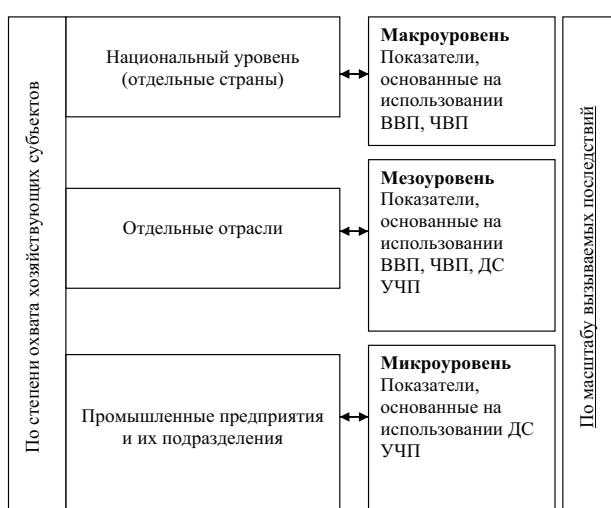 По степени охвата хозяйствующих субъектов
Национальный уровень
(отдельные страны)
Макроуровень
Показатели,
основанные на
использовании
ВВП, ЧВП
Отдельные отрасли
Мезоуровень
Показатели,
основанные на
использовании
ВВП, ЧВП, ДС
УЧП
Промышленные предприятия
и их подразделения
Микроуровень
Показатели,
основанные на
использовании ДС
УЧП
По масштабу вызываемых последствий